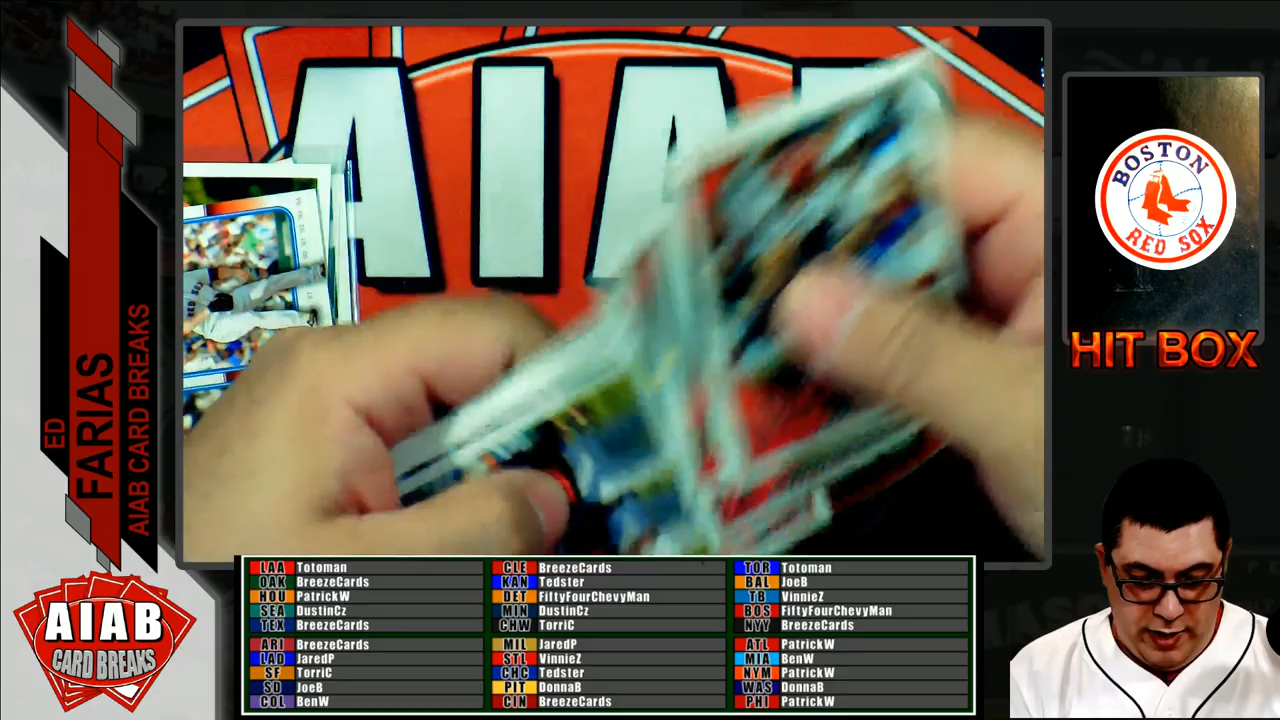 AIA
BOSTON
RED SOX
HIT BOX
ED
FARIAS
AIAB CARD BREAKS
AIAB
CARD BREAKS
LAA Totoman
OAK BreezeCards
HOU PatrickW
SEA DustinCz
TEX BreezeCards
ARI BreezeCards
LAD JaredP
SF TorriC
SD JoeB
COL BenW
CLE BreezeCards
KAN Tedster
DET FiftyFourChevyMan
MIN DustinCz
CHW TorriC
MIL JaredP
STL VinnieZ
CHC Tedster
PIT DonnaB
CIN BreezeCards
TOR Totoman
BAL JoeB
TB VinnieZ
BOS FiftyFourChevyMan
NYY BreezeCards
ATL PatrickW
MIA BenW
NYM PatrickW
WAS DonnaB
PHI PatrickW